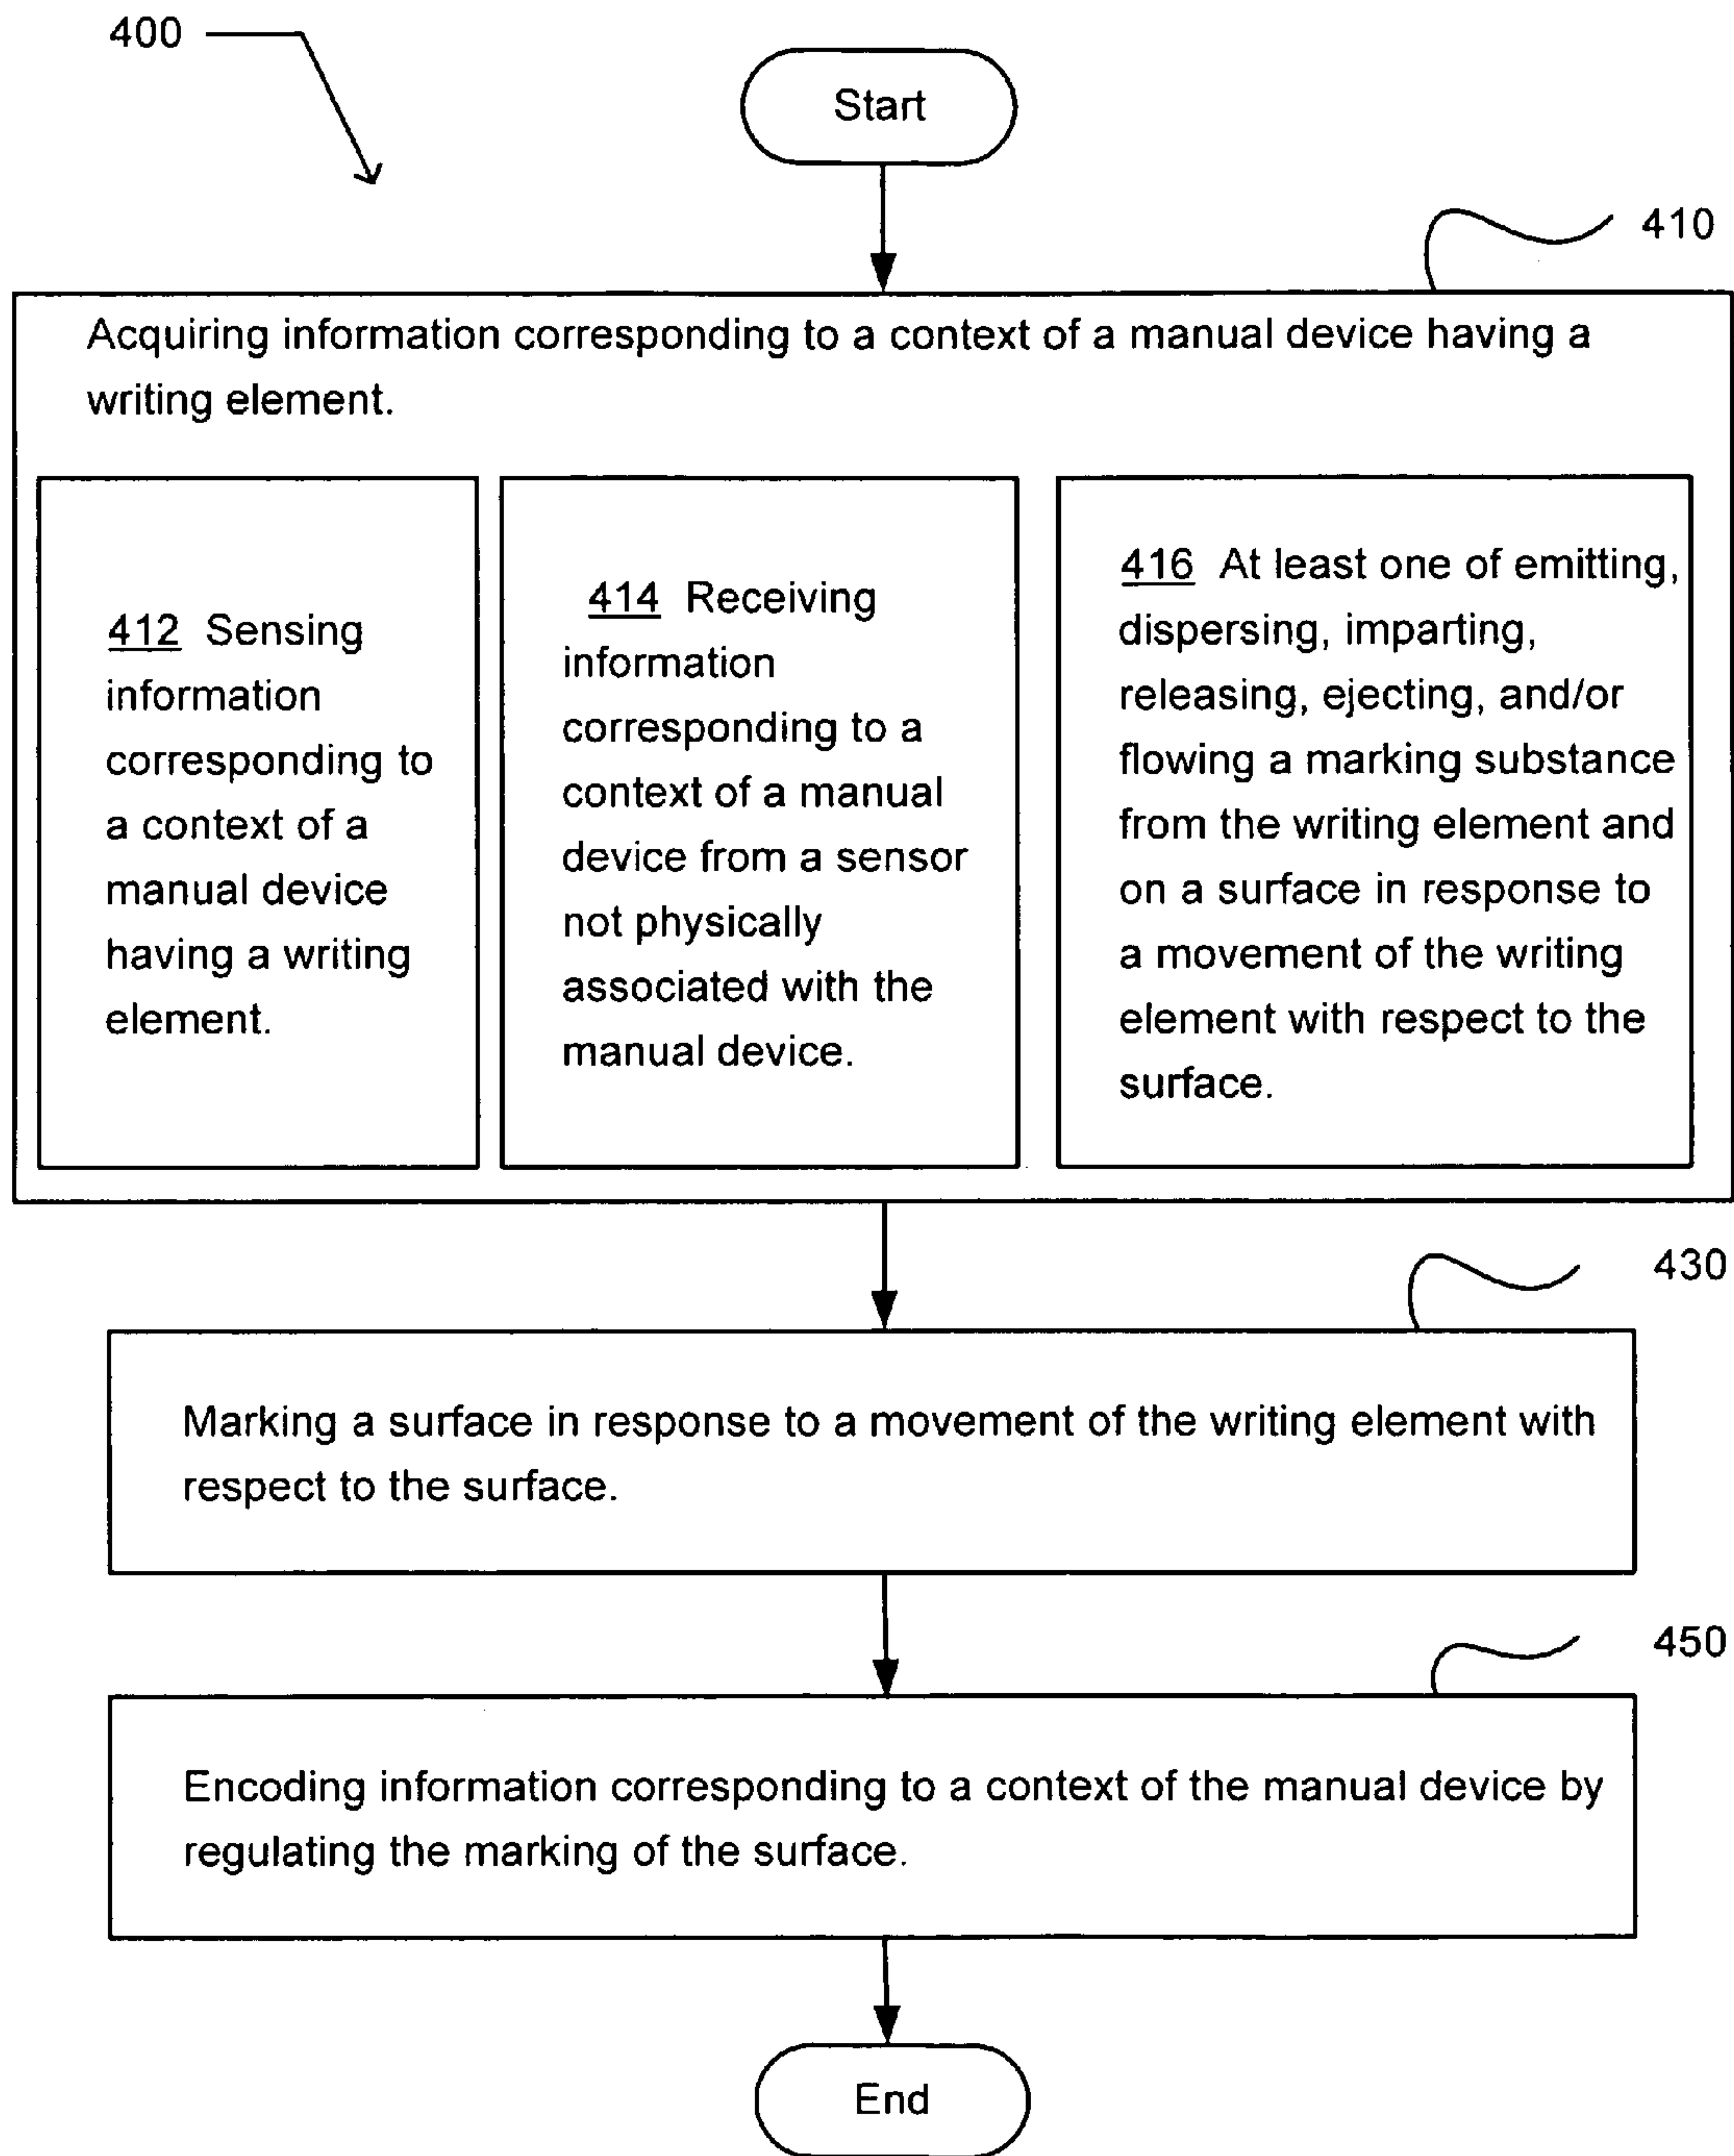 400
Start
410
Acquiring information corresponding to a context of a manual device having a
writing element.
412 Sensing
information
corresponding to
a context of a
manual device
having a writing
element.
414 Receiving
information
corresponding to a
context of a manual
device from a sensor
not physically
associated with the
manual device.
416 At least one of emitting,
dispersing, imparting,
releasing, ejecting, and/or
flowing a marking substance
from the writing element and
on a surface in response to
a movement of the writing
element with respect to the
surface.
430
Marking a surface in response to a movement of the writing element with
respect to the surface.
450
Encoding information corresponding to a context of the manual device by
regulating the marking of the surface.
End